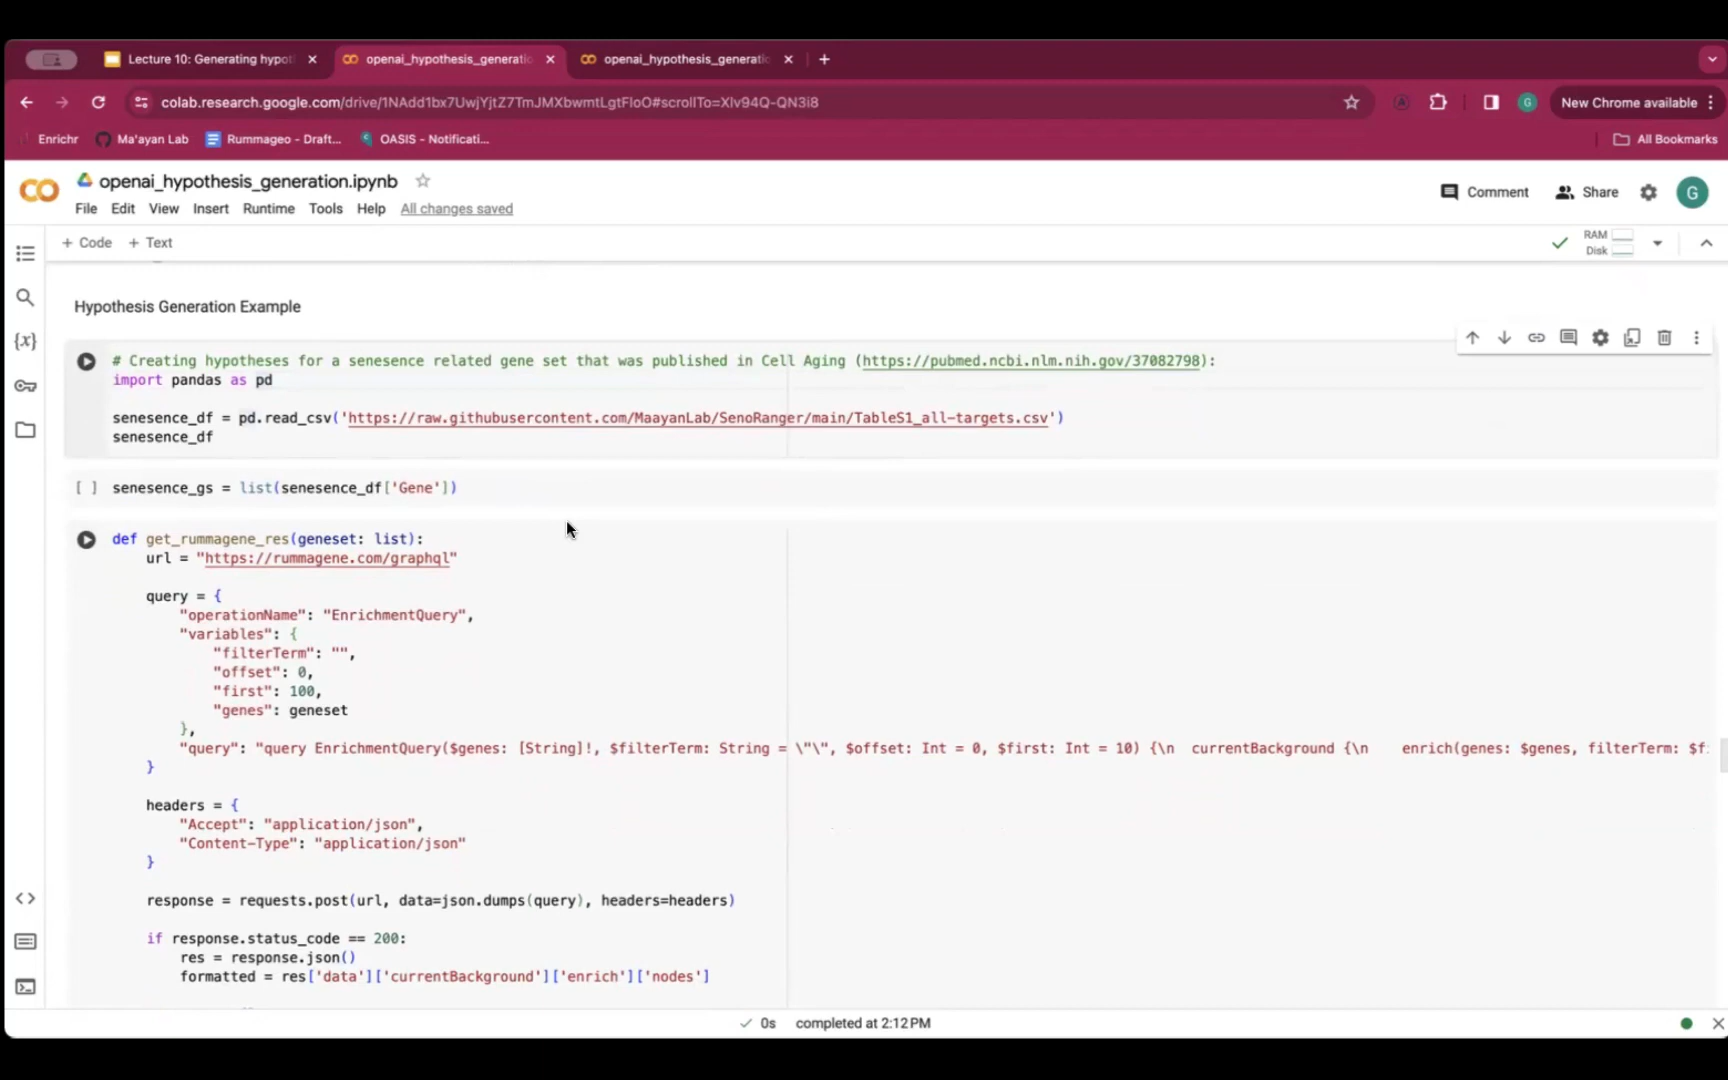 Lecture 10: Generating hypot
openai_hypothesis_generatio
openai_hypothesis_generatio
colab.research.google.com/drive/1NAdd1bx7UwjYjtZ7TmJMXbwmtLgtFIoO#scrollTo=XIv94Q-QN3i8
New Chrome available
Enrichr
Ma'ayan Lab
Rummageo - Draft...
OASIS - Notificati...
All Bookmarks
openai_hypothesis_generation.ipynb
Comment
Share
G
File Edit View Insert Runtime Tools Help All changes saved
+ Code + Text
RAM
Disk
Hypothesis Generation Example
# Creating hypotheses for a senesence related gene set that was published in Cell Aging (https://pubmed.ncbi.nlm.nih.gov/37082798):
import pandas as pd
senesence_df = pd.read_csv('https://raw.githubusercontent.com/MaayanLab/SenoRanger/main/TableS1_all-targets.csv')
senesence_df
[ ] senesence_gs = list(senesence_df['Gene'])
def get_rummagene_res(geneset: list):
url = "https://rummagene.com/graphql"
query = {
"operationName": "EnrichmentQuery",
"variables": {
"filterTerm": "",
"offset": 0,
"first": 100,
"genes": geneset
},
"query": "query EnrichmentQuery($genes: [String]!, $filterTerm: String = \"\", $offset: Int = 0, $first: Int = 10) {\n  currentBackground {\n    enrich(genes: $genes, filterTerm: $f
}
headers = {
"Accept": "application/json",
"Content-Type": "application/json"
}
response = requests.post(url, data=json.dumps(query), headers=headers)
if response.status_code == 200:
res = response.json()
formatted = res['data']['currentBackground']['enrich']['nodes']
0s completed at 2:12 PM